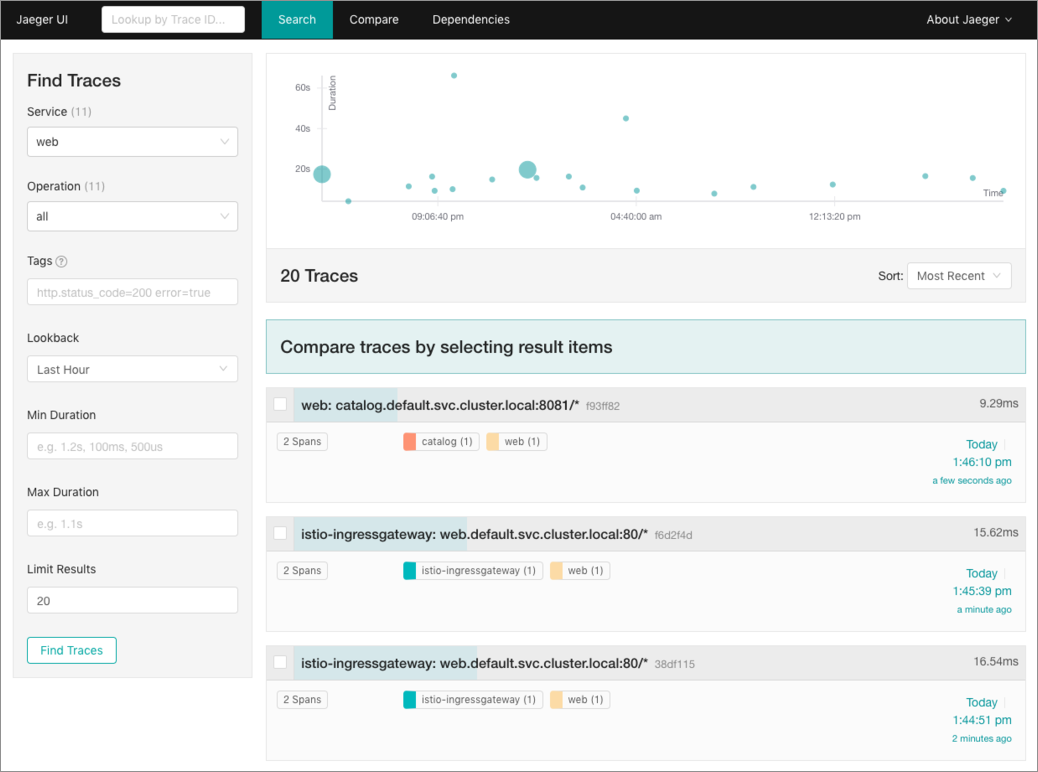 Jaeger UI
Lookup by Trace ID...
Search
Compare
Dependencies
About Jaeger
Find Traces
Service (11)
web
Operation (11)
all
Tags
?
http.status_code=200 error=true
Lookback
Last Hour
Min Duration
e.g. 1.2s, 100ms, 500us
Max Duration
e.g. 1.1s
Limit Results
20
Find Traces
Duration
60s
40s
20s
Time
09:06:40 pm
04:40:00 am
12:13:20 pm
20 Traces
Sort: Most Recent
Compare traces by selecting result items
web: catalog.default.svc.cluster.local:8081/* f93ff82
9.29ms
2 Spans
catalog (1)
web (1)
Today
1:46:10 pm
a few seconds ago
istio-ingressgateway: web.default.svc.cluster.local:80/* f6d2f4d
15.62ms
2 Spans
istio-ingressgateway (1)
web (1)
Today
1:45:39 pm
a minute ago
istio-ingressgateway: web.default.svc.cluster.local:80/* 38df115
16.54ms
2 Spans
istio-ingressgateway (1)
web (1)
Today
1:44:51 pm
2 minutes ago